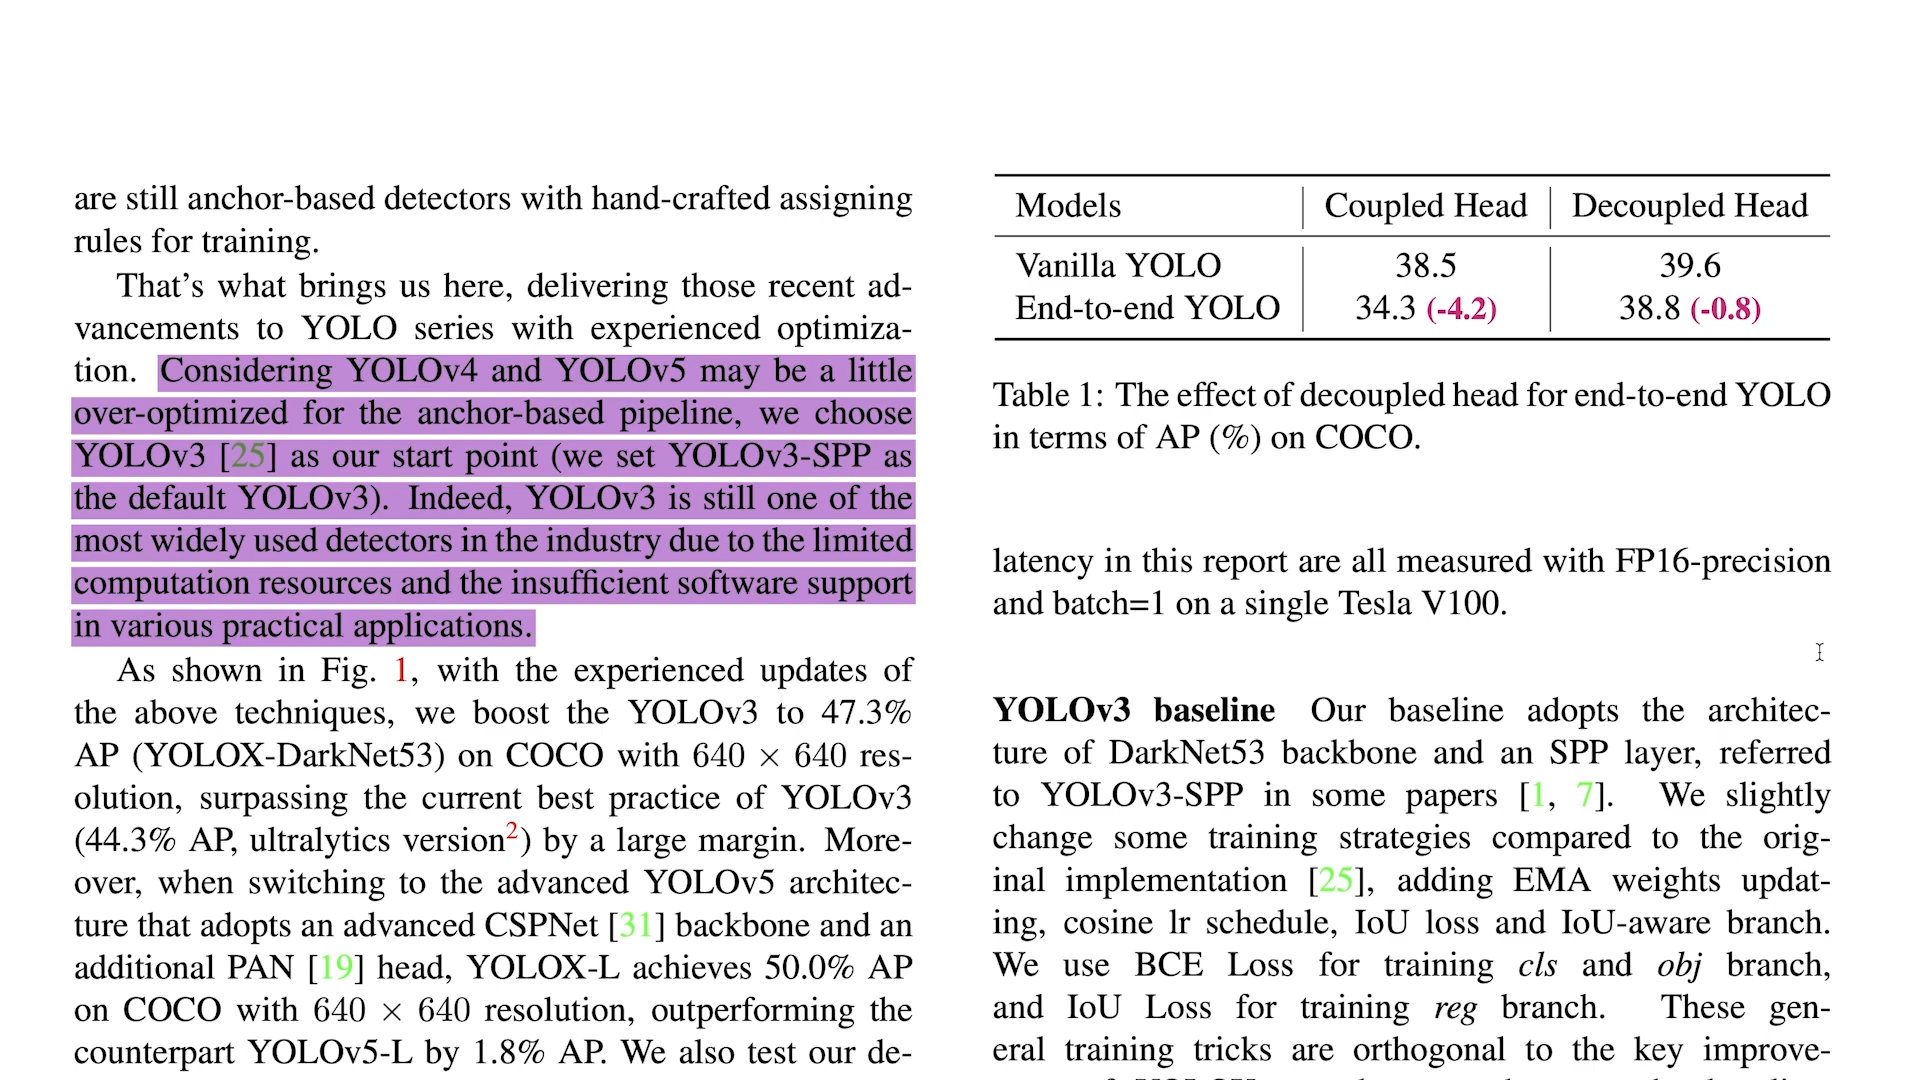 are still anchor-based detectors with hand-crafted assigning
rules for training.
That’s what brings us here, delivering those recent ad-
vancements to YOLO series with experienced optimiza-
tion. Considering YOLOv4 and YOLOv5 may be a little
over-optimized for the anchor-based pipeline, we choose
YOLOv3 [25] as our start point (we set YOLOv3-SPP as
the default YOLOv3). Indeed, YOLOv3 is still one of the
most widely used detectors in the industry due to the limited
computation resources and the insufficient software support
in various practical applications.
As shown in Fig. 1, with the experienced updates of
the above techniques, we boost the YOLOv3 to 47.3%
AP (YOLOX-DarkNet53) on COCO with 640 × 640 res-
olution, surpassing the current best practice of YOLOv3
(44.3% AP, ultralytics version2) by a large margin. More-
over, when switching to the advanced YOLOv5 architec-
ture that adopts an advanced CSPNet [31] backbone and an
additional PAN [19] head, YOLOX-L achieves 50.0% AP
on COCO with 640 × 640 resolution, outperforming the
counterpart YOLOv5-L by 1.8% AP. We also test our de-
Models Coupled Head Decoupled Head
Vanilla YOLO 38.5 39.6
End-to-end YOLO 34.3 (-4.2) 38.8 (-0.8)
Table 1: The effect of decoupled head for end-to-end YOLO
in terms of AP (%) on COCO.
latency in this report are all measured with FP16-precision
and batch=1 on a single Tesla V100.
YOLOv3 baseline Our baseline adopts the architec-
ture of DarkNet53 backbone and an SPP layer, referred
to YOLOv3-SPP in some papers [1, 7]. We slightly
change some training strategies compared to the orig-
inal implementation [25], adding EMA weights updat-
ing, cosine lr schedule, IoU loss and IoU-aware branch.
We use BCE Loss for training cls and obj branch,
and IoU Loss for training reg branch. These gen-
eral training tricks are orthogonal to the key improve-